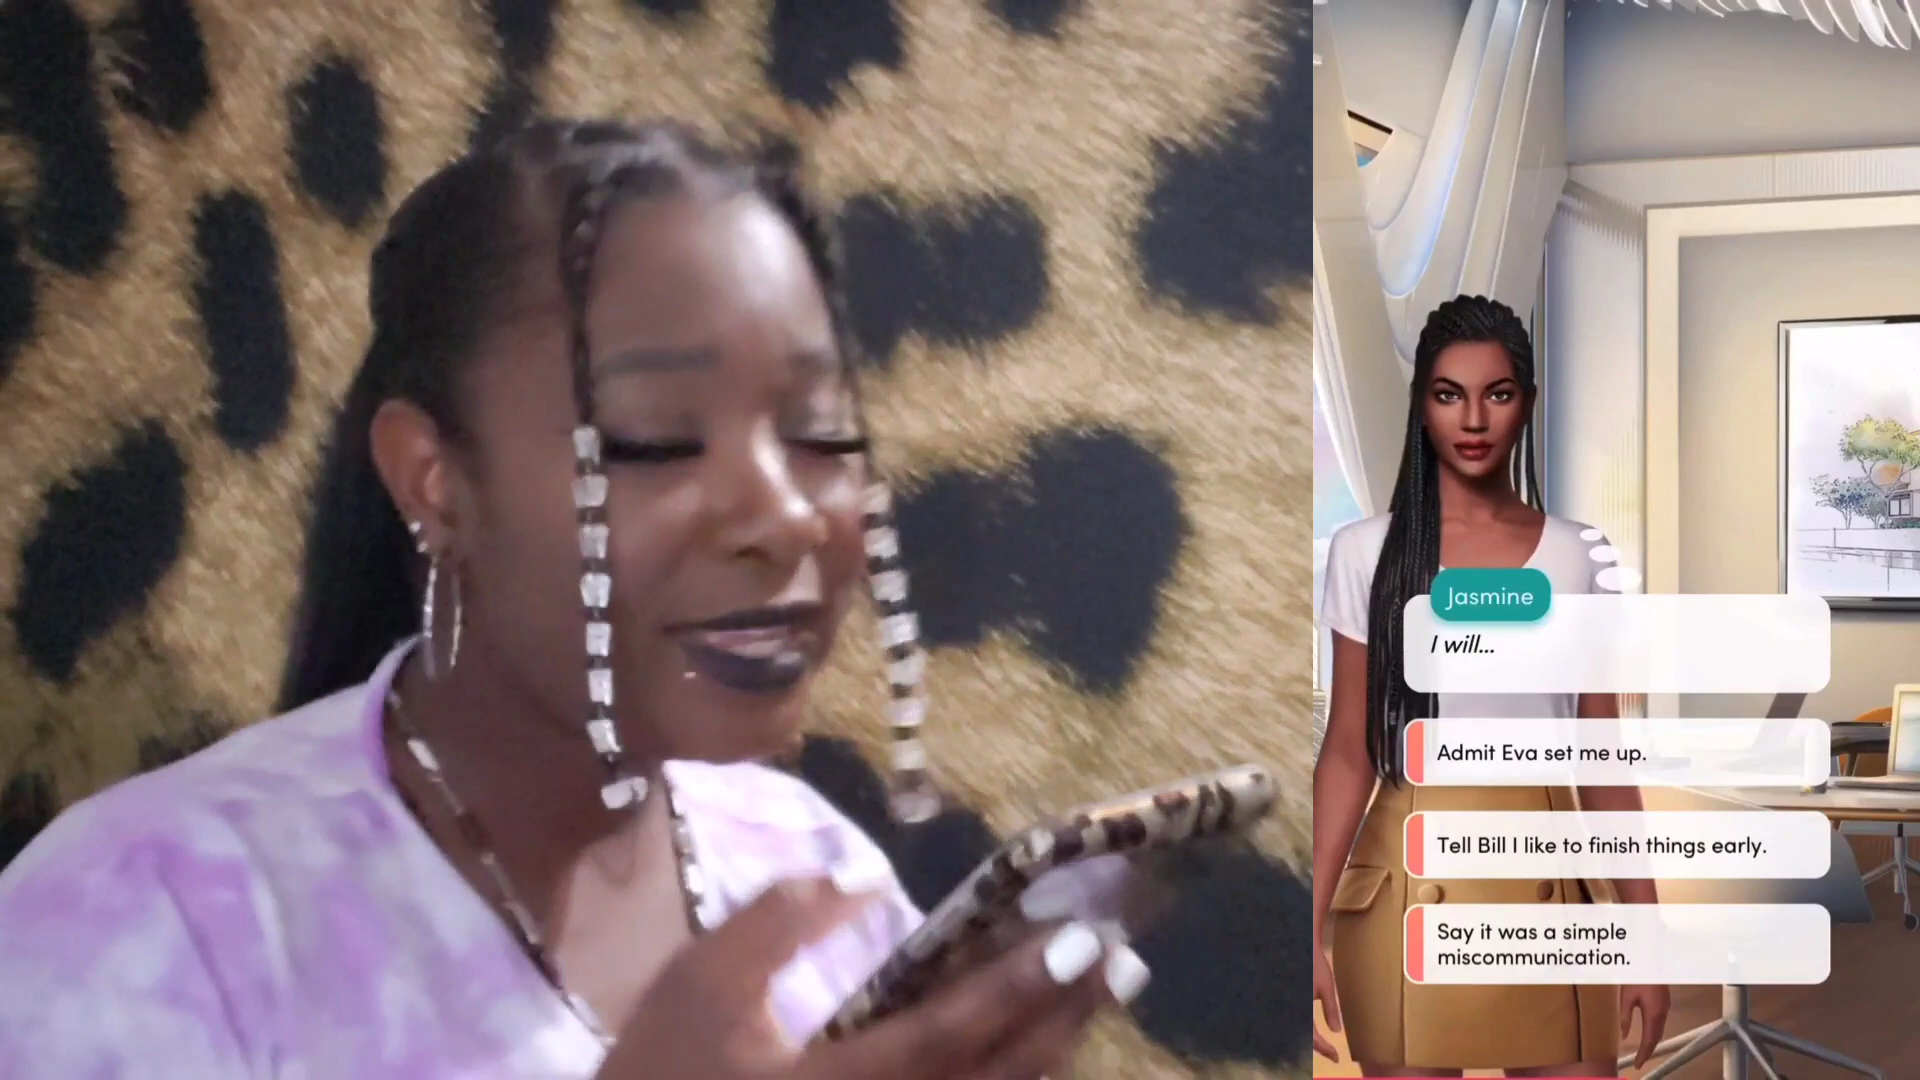 Jasmine
I will...
Admit Eva set me up.
Tell Bill I like to finish things early.
Say it was a simple
miscommunication.